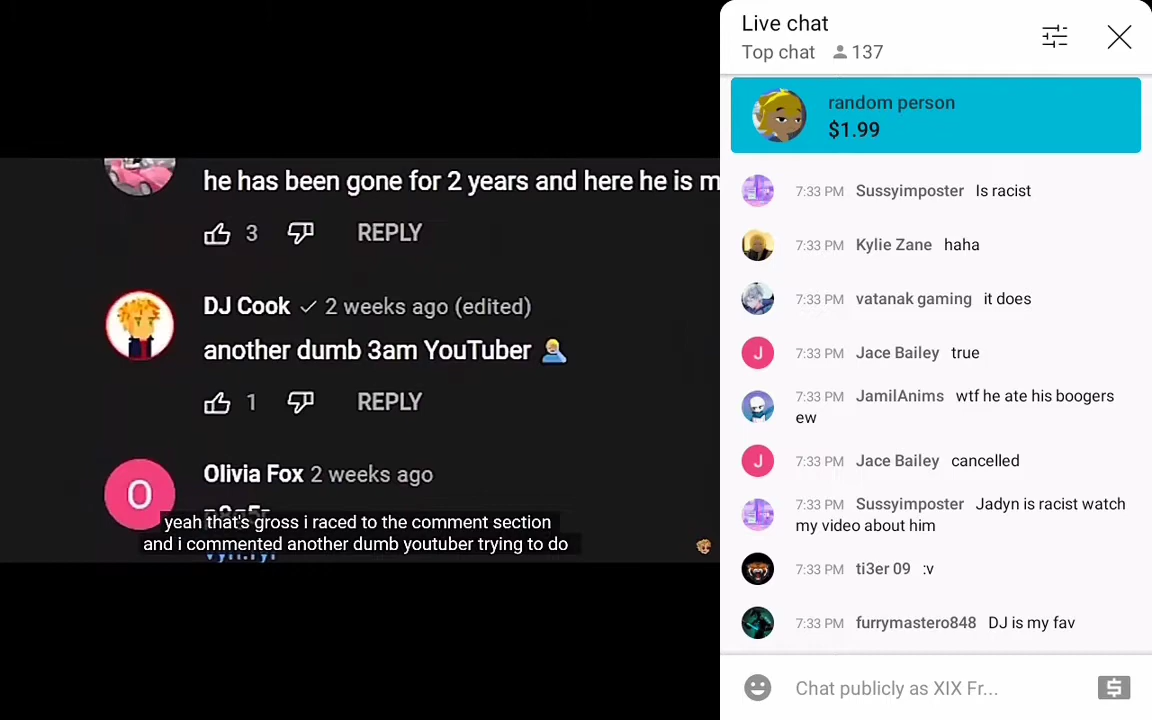 he has been gone for 2 years and here he is m
3
REPLY
DJ Cook ✓ 2 weeks ago (edited)
another dumb 3am YouTuber
1
REPLY
O
Olivia Fox 2 weeks ago
yeah that's gross i raced to the comment section
and i commented another dumb youtuber trying to do
Live chat
Top chat 137
random person
$1.99
7:33 PM Sussyimposter Is racist
7:33 PM Kylie Zane haha
7:33 PM vatanak gaming it does
J
7:33 PM Jace Bailey true
7:33 PM JamilAnims wtf he ate his boogers
ew
J
7:33 PM Jace Bailey cancelled
7:33 PM Sussyimposter Jadyn is racist watch
my video about him
7:33 PM ti3er 09 :v
7:33 PM furrymastero848 DJ is my fav
Chat publicly as XIX Fr...
$